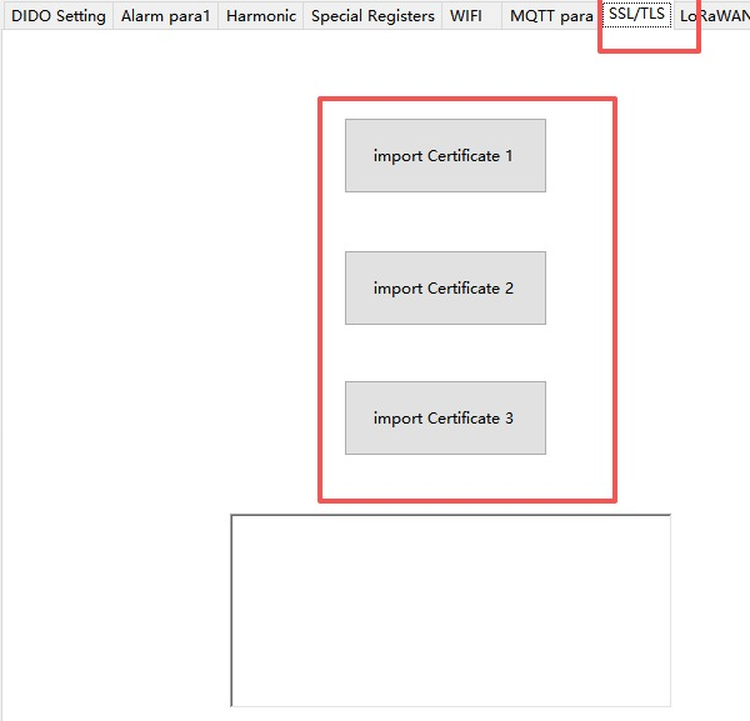 DIDO Setting Alarm para1 Harmonic Special Registers WIFI MQTT para SSL/TLS LoRaWAN
import Certificate 1
import Certificate 2
import Certificate 3